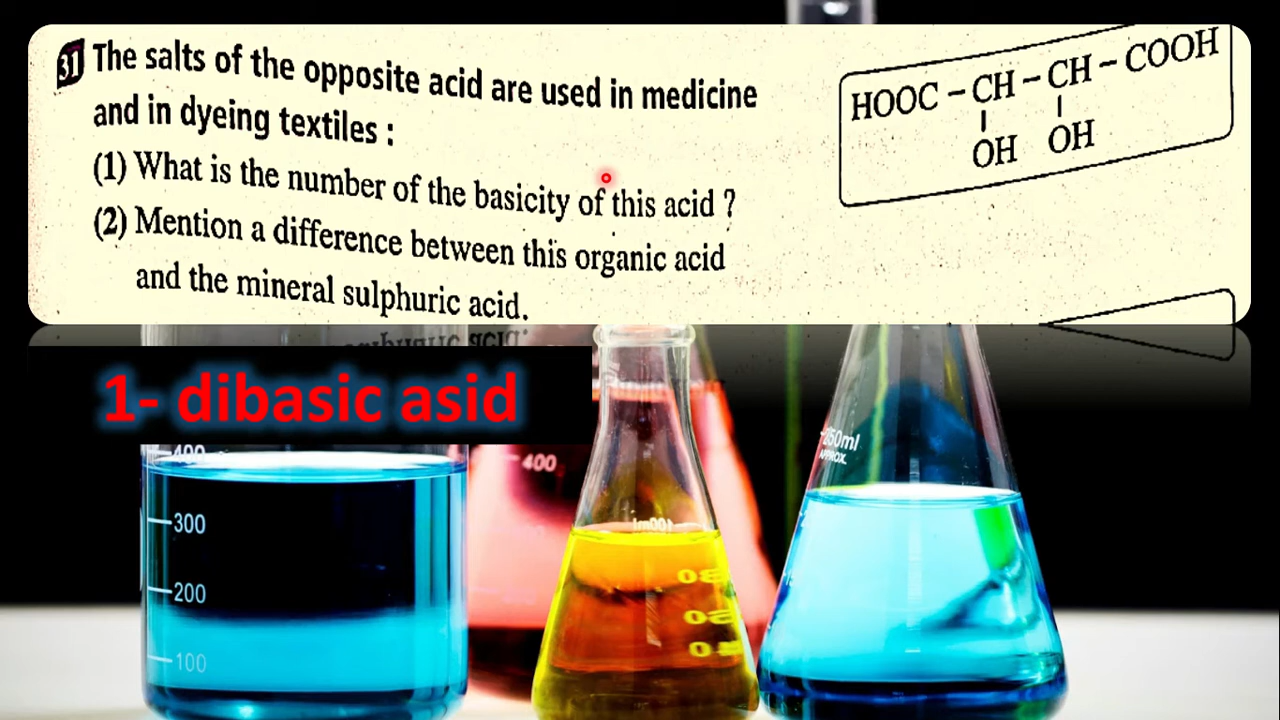 31 The salts of the opposite acid are used in medicine
and in dyeing textiles :
(1) What is the number of the basicity of this acid ?
(2) Mention a difference between this organic acid
and the mineral sulphuric acid.
HOOC – CH – CH – COOH
OH OH
1- dibasic asid
400
300
200
100
400
100ml
250ml
APPROX.